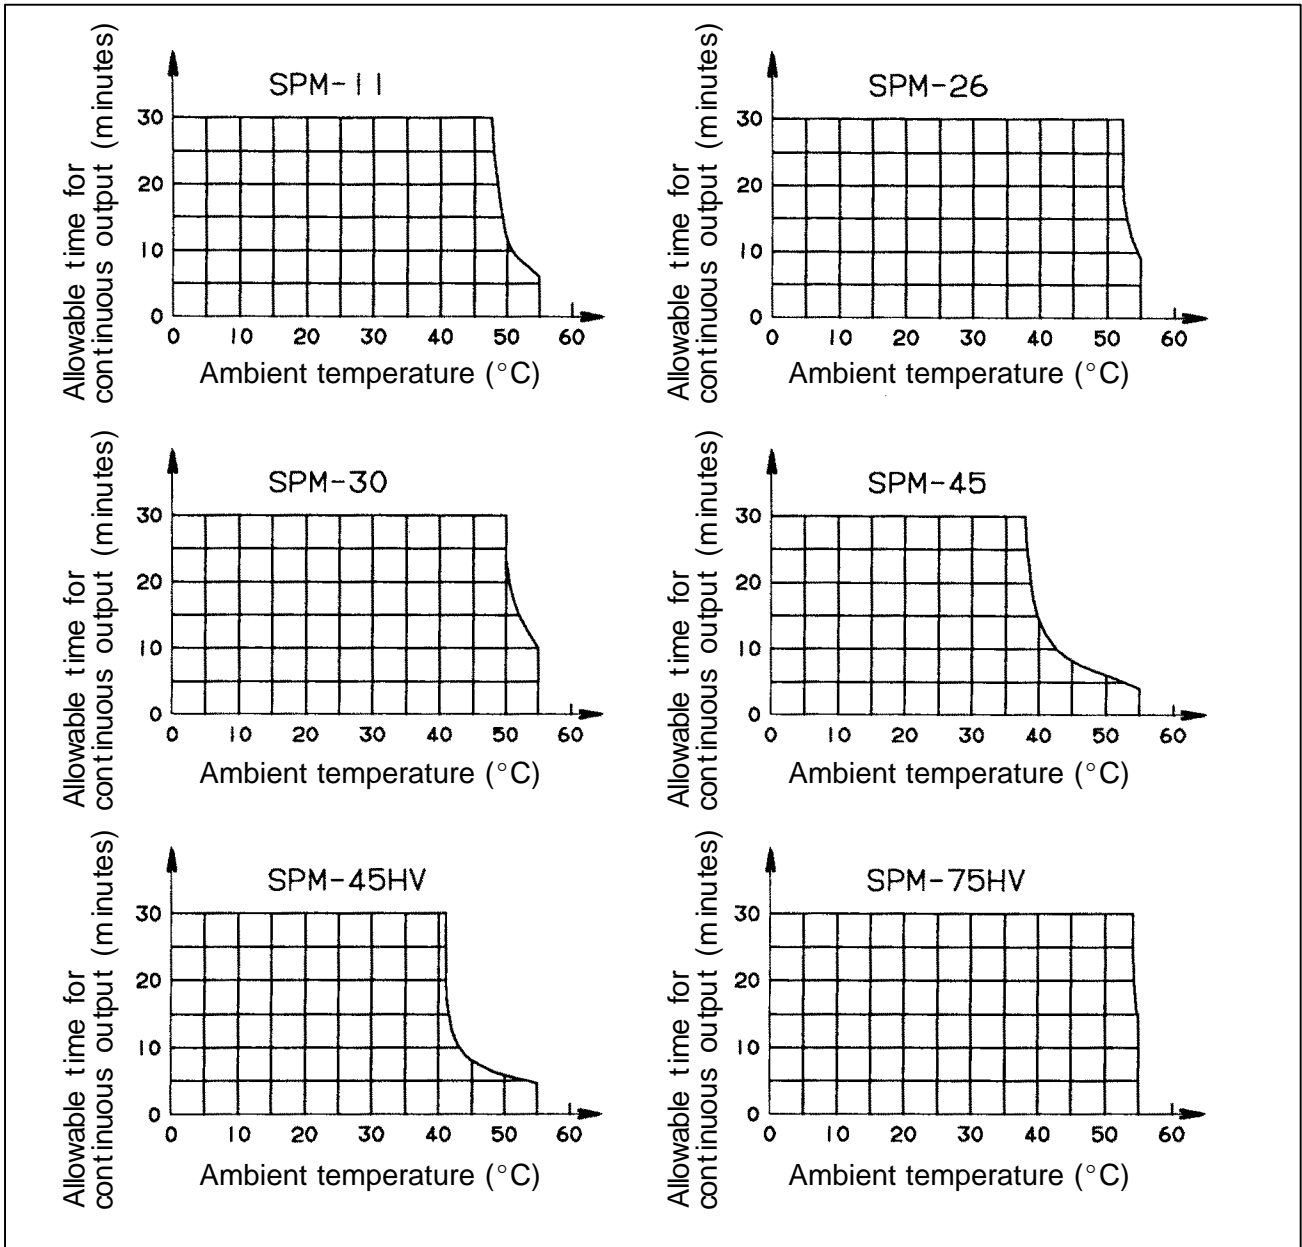 SPM-11
Allowable time for
continuous output (minutes)
30
20
10
0
0 10 20 30 40 50 60
Ambient temperature (°C)
SPM-26
Allowable time for
continuous output (minutes)
30
20
10
0
0 10 20 30 40 50 60
Ambient temperature (°C)
SPM-30
Allowable time for
continuous output (minutes)
30
20
10
0
0 10 20 30 40 50 60
Ambient temperature (°C)
SPM-45
Allowable time for
continuous output (minutes)
30
20
10
0
0 10 20 30 40 50 60
Ambient temperature (°C)
SPM-45HV
Allowable time for
continuous output (minutes)
30
20
10
0
0 10 20 30 40 50 60
Ambient temperature (°C)
SPM-75HV
Allowable time for
continuous output (minutes)
30
20
10
0
0 10 20 30 40 50 60
Ambient temperature (°C)